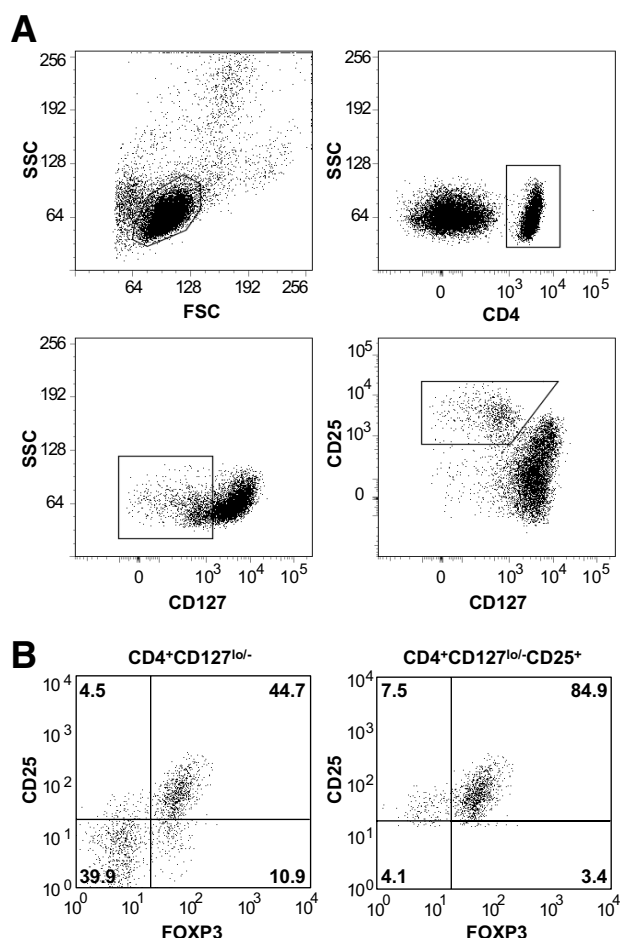 A
256
192
128
64
SSC
64 128 192 256
FSC
256
192
128
64
SSC
0 10³ 10⁴ 10⁵
CD4
256
192
128
64
SSC
0 10³ 10⁴ 10⁵
CD127
10⁵
10⁴
10³
0
CD25
0 10³ 10⁴ 10⁵
CD127
B
CD4⁺CD127ˡᵒ/⁻
4.5 44.7
39.9 10.9
10⁴
10³
10²
10¹
10⁰
CD25
10⁰ 10¹ 10² 10³ 10⁴
FOXP3
CD4⁺CD127ˡᵒ/⁻CD25⁺
7.5 84.9
4.1 3.4
10⁴
10³
10²
10¹
10⁰
CD25
10⁰ 10¹ 10² 10³ 10⁴
FOXP3